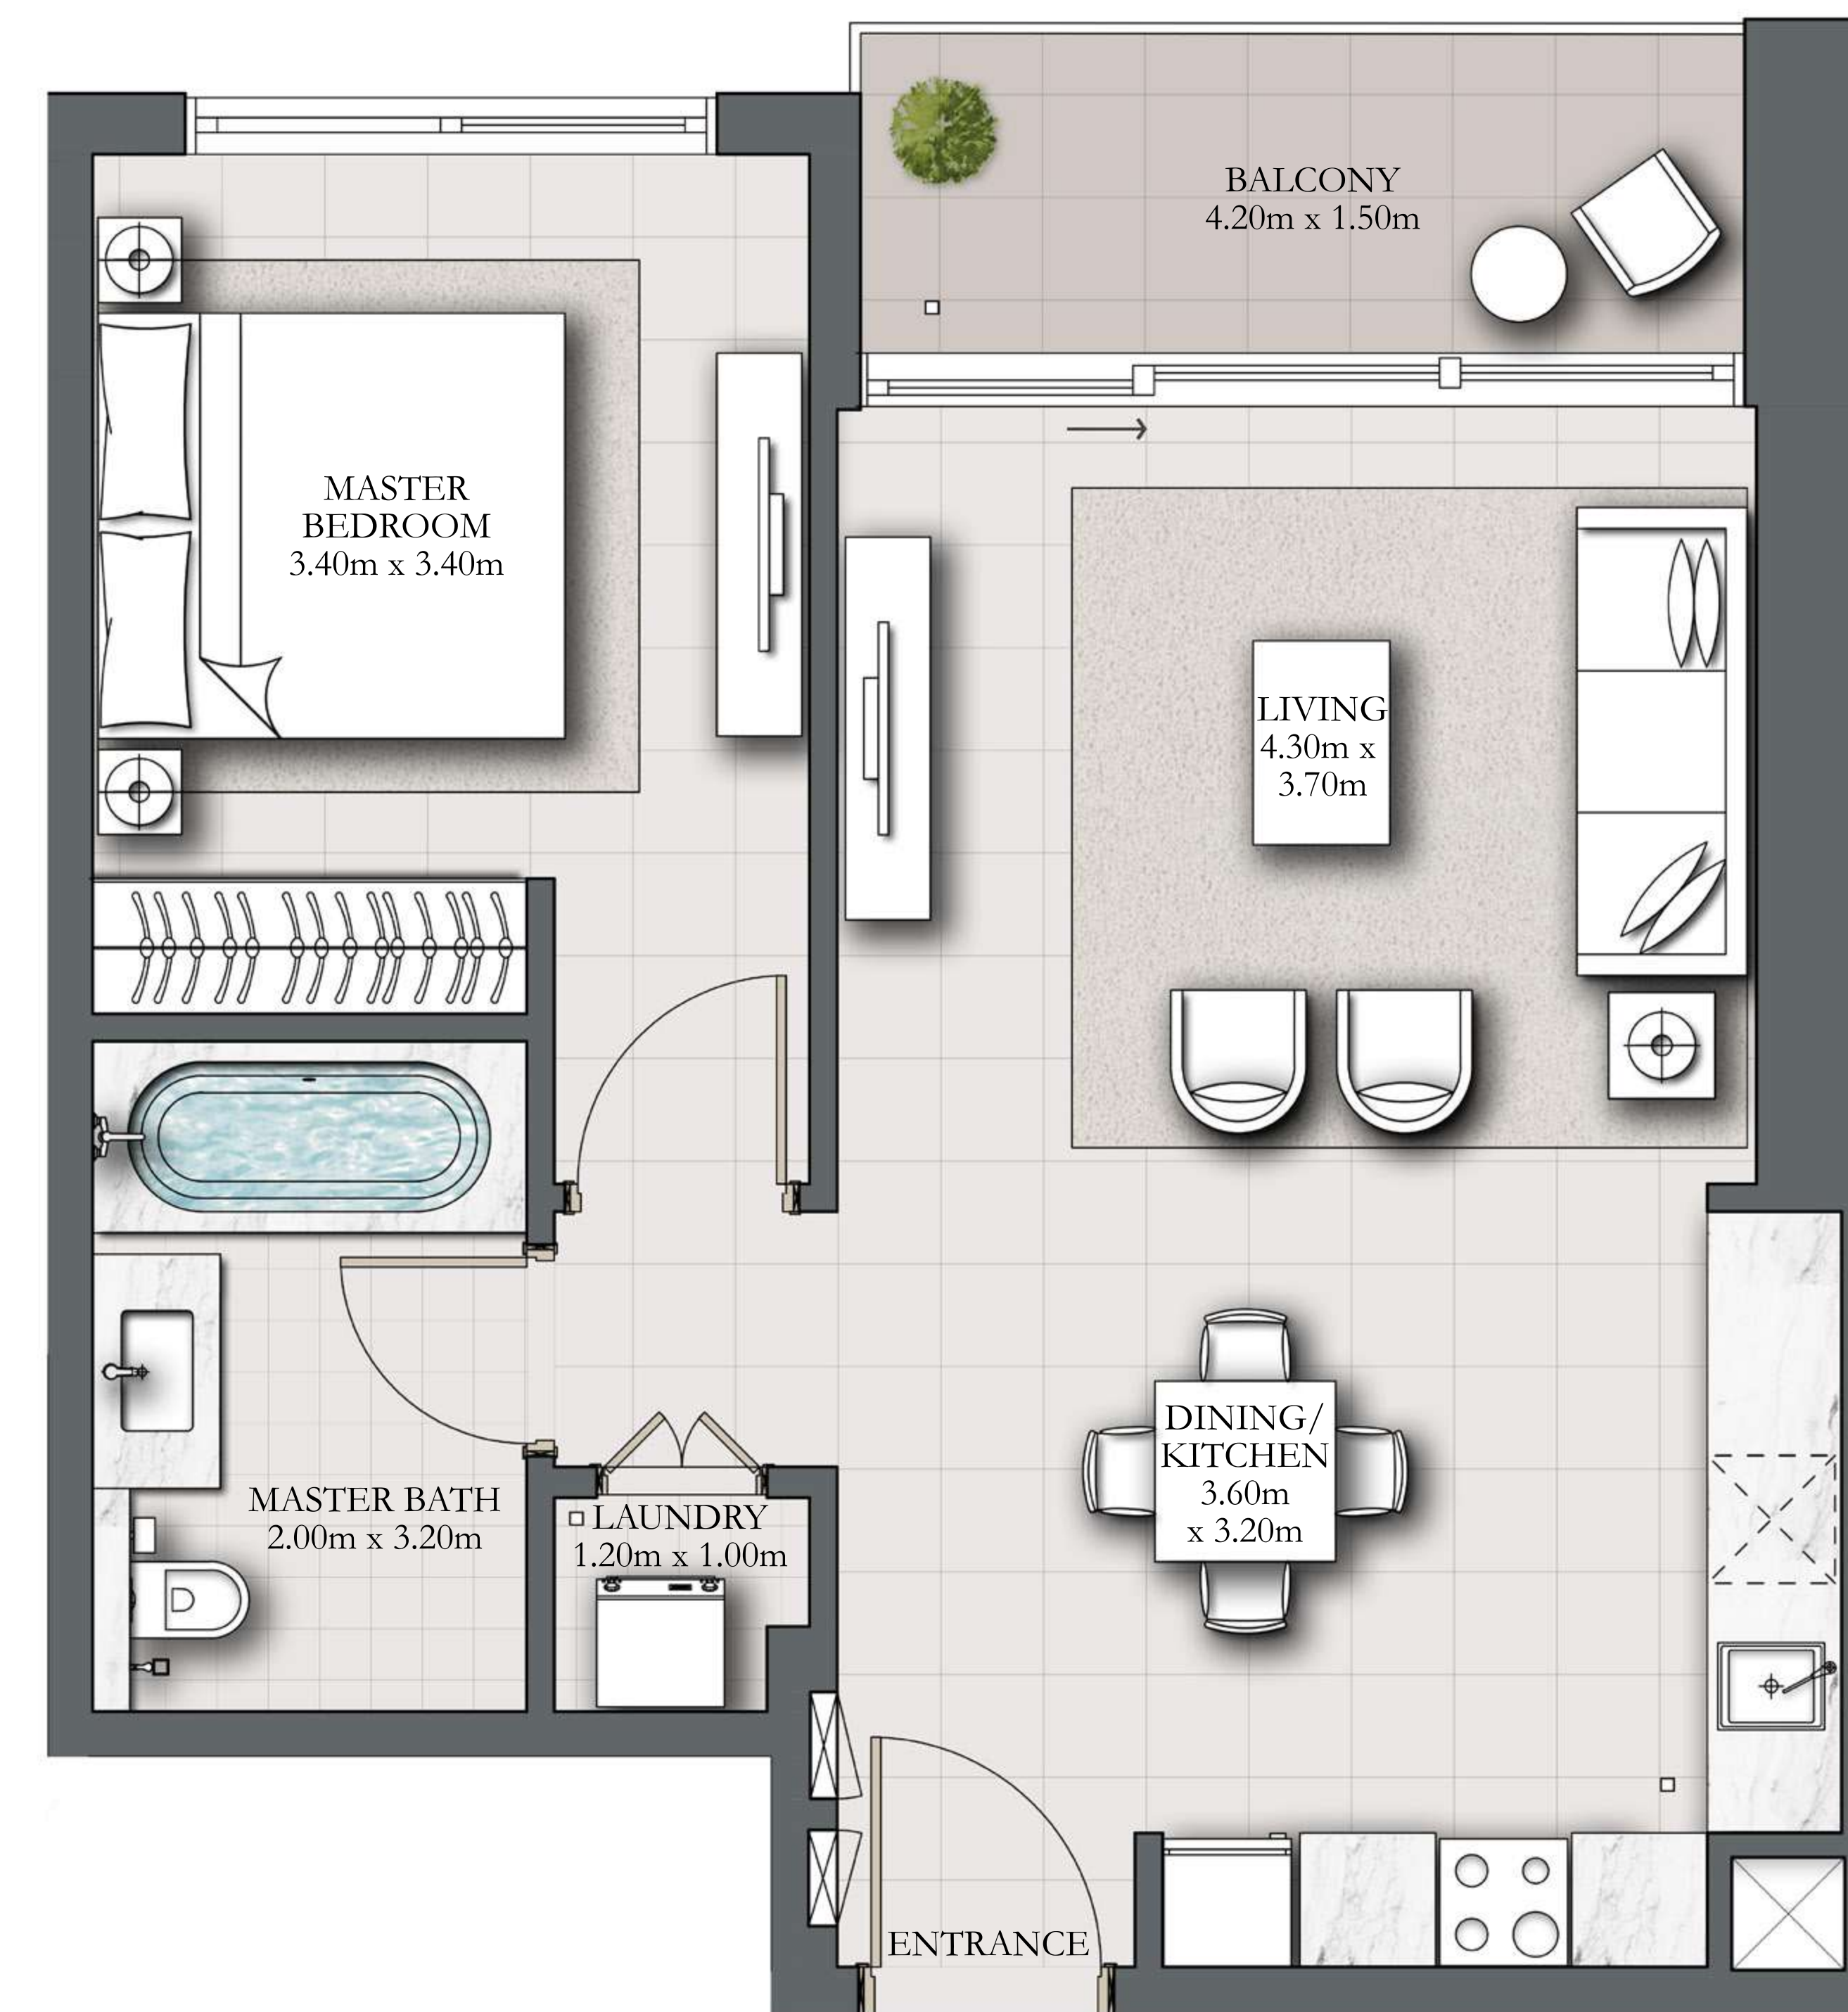 BALCONY
4.20m x 1.50m
MASTER
BEDROOM
3.40m x 3.40m
LIVING
4.30m x
3.70m
DINING/
KITCHEN
3.60m
x 3.20m
MASTER BATH
2.00m x 3.20m
LAUNDRY
1.20m x 1.00m
ENTRANCE